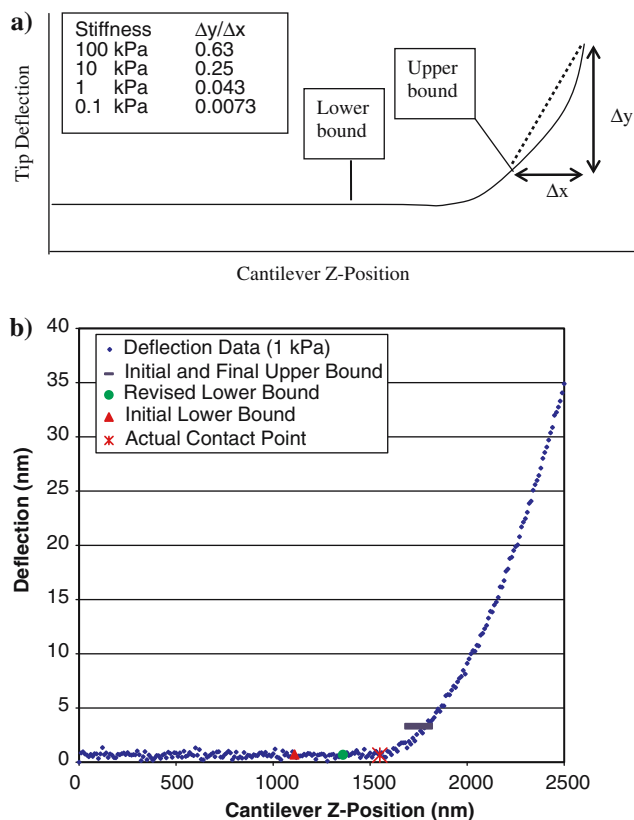 a)
Stiffness Δy/Δx
100 kPa 0.63
10 kPa 0.25
1 kPa 0.043
0.1 kPa 0.0073
Lower
bound
Upper
bound
Δy
Δx
Tip Deflection
Cantilever Z-Position
b)
40
35
30
25
20
15
10
5
0
Deflection (nm)
Deflection Data (1 kPa)
Initial and Final Upper Bound
Revised Lower Bound
Initial Lower Bound
Actual Contact Point
0 500 1000 1500 2000 2500
Cantilever Z-Position (nm)